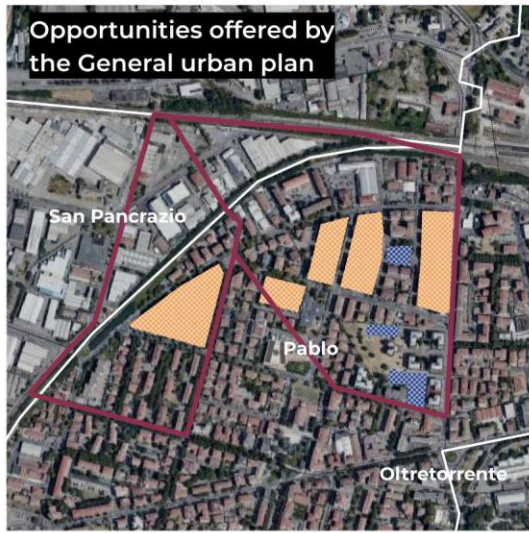 Opportunities offered by
the General urban plan
San Pancrazio
Pablo
Oltretorrente